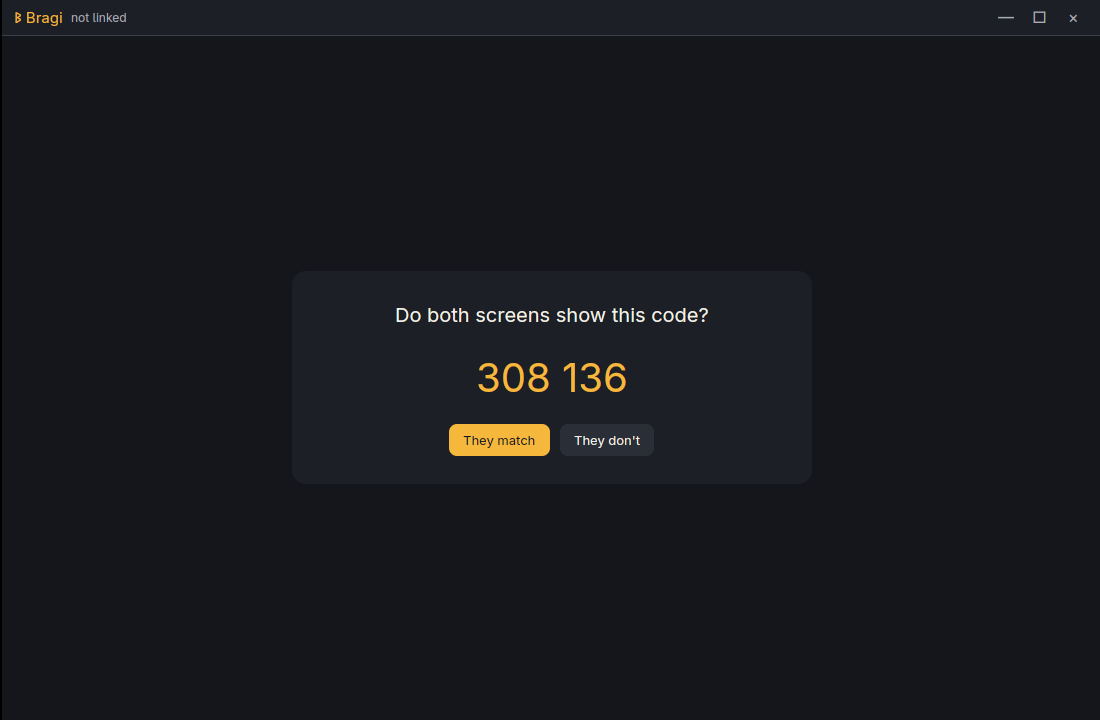 ᛒ Bragi not linked
Do both screens show this code?
308 136
They match They don't